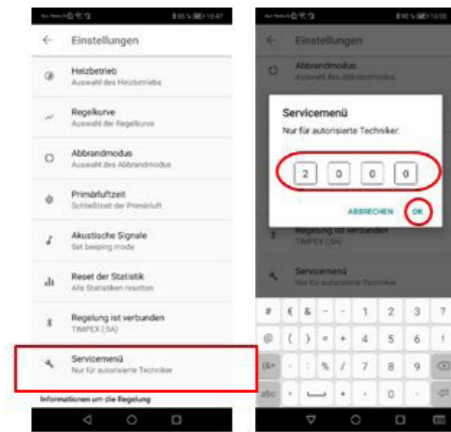 10:47
Einstellungen
Heizbetrieb
Auswahl des Heizbetriebs
Regelkurve
Auswahl der Regelkurve
Abbrandmodus
Auswahl des Abbrandmodus
Primärluftzeit
Schließzeit der Primärluft
Akustische Signale
Set beeping mode
Reset der Statistik
Alle Statistiken resetten
Regelung ist verbunden
TIMPEX (SA)
Servicemenü
Nur für autorisierte Techniker
Informationen um die Regelung
Einstellungen
Abbrandmodus
Auswahl des Abbrandmodus
Servicemenü
Nur für autorisierte Techniker.
2 0 0 0
ABBRECHEN OK
Regelung ist verbunden
TIMPEX (SA)
Servicemenü
Nur für autorisierte Techniker
# € & 1 2 3 ?
@ ( ) = + 4 5 6 !
: % / 7 8 9
abc 0